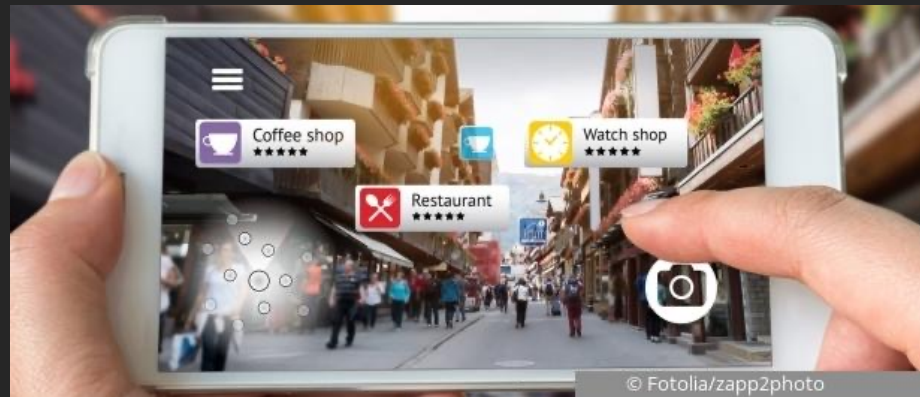 Coffee shop
★★★★★
Watch shop
★★★★★
Restaurant
★★★★★
© Fotolia/zapp2photo